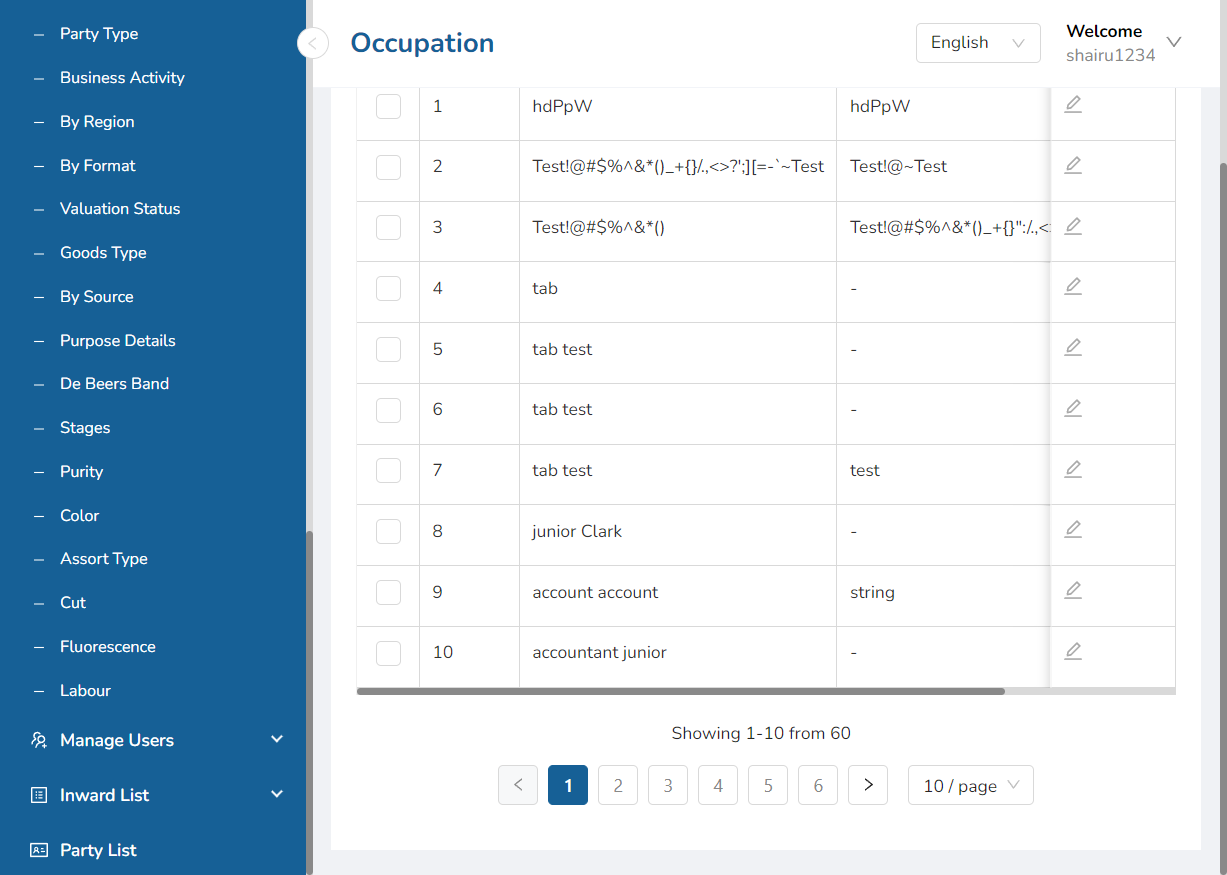 Party Type
Business Activity
By Region
By Format
Valuation Status
Goods Type
By Source
Purpose Details
De Beers Band
Stages
Purity
Color
Assort Type
Cut
Fluorescence
Labour
Manage Users
Inward List
Party List
Occupation
English
Welcome
shairu1234
1 hdPpW hdPpW
2 Test!@#$%^&*()_+{}/.,<>?';][=-`~Test Test!@~Test
3 Test!@#$%^&*() Test!@#$%^&*()_+{}":/.,<
4 tab -
5 tab test -
6 tab test -
7 tab test test
8 junior Clark -
9 account account string
10 accountant junior -
Showing 1-10 from 60
< 1 2 3 4 5 6 >
10 / page